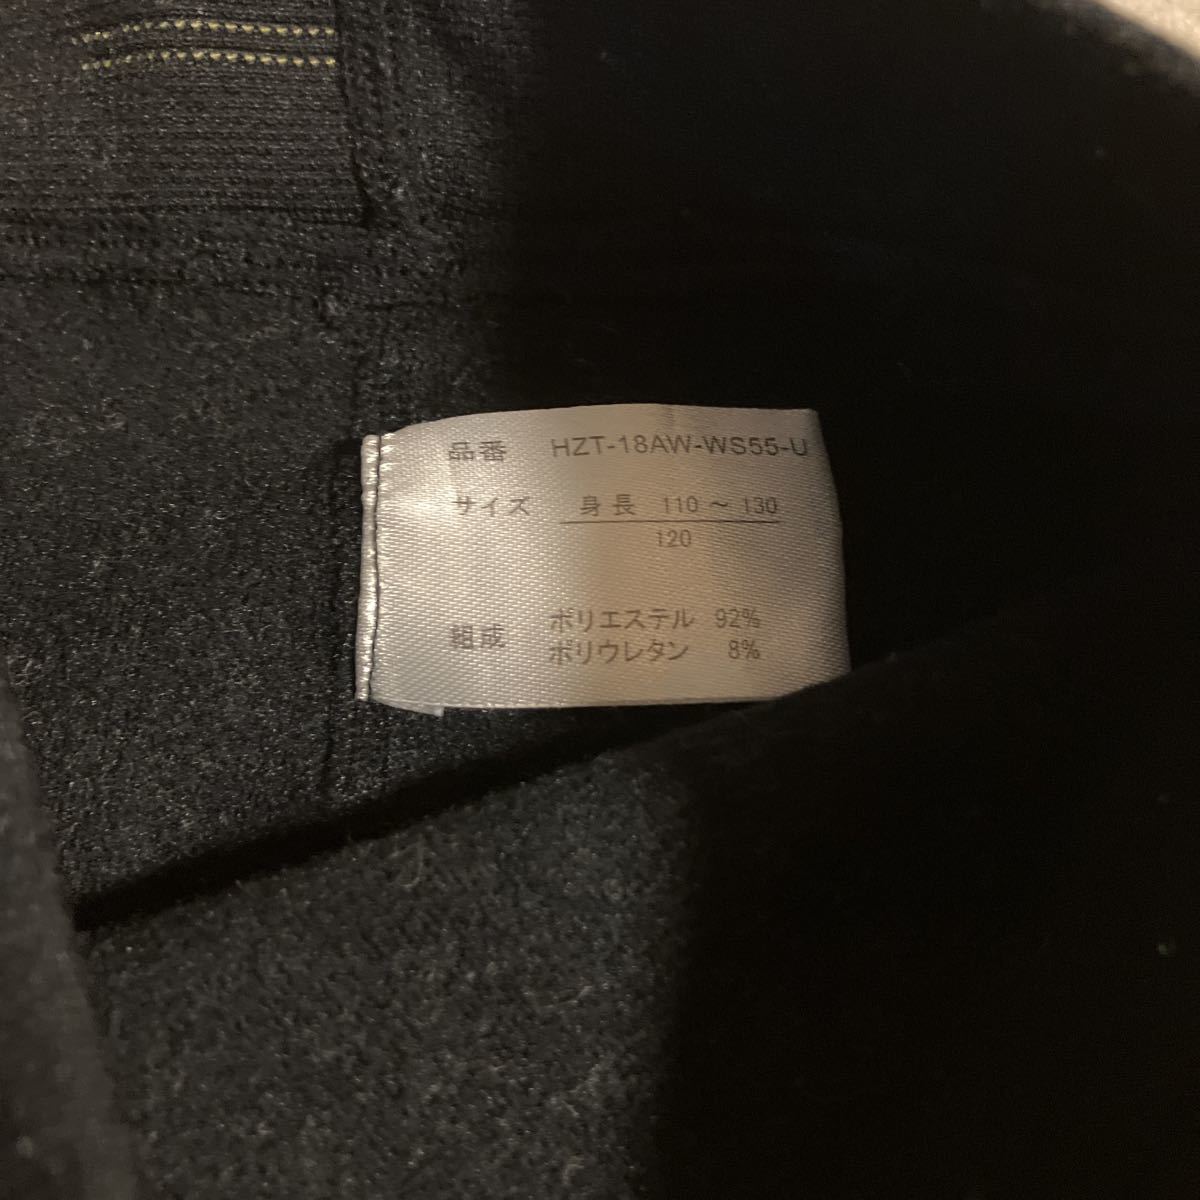 品番 HZT-18AW-WS55-U
サイズ 身長 110～130
120
組成 ポリエステル 92%
ポリウレタン 8%